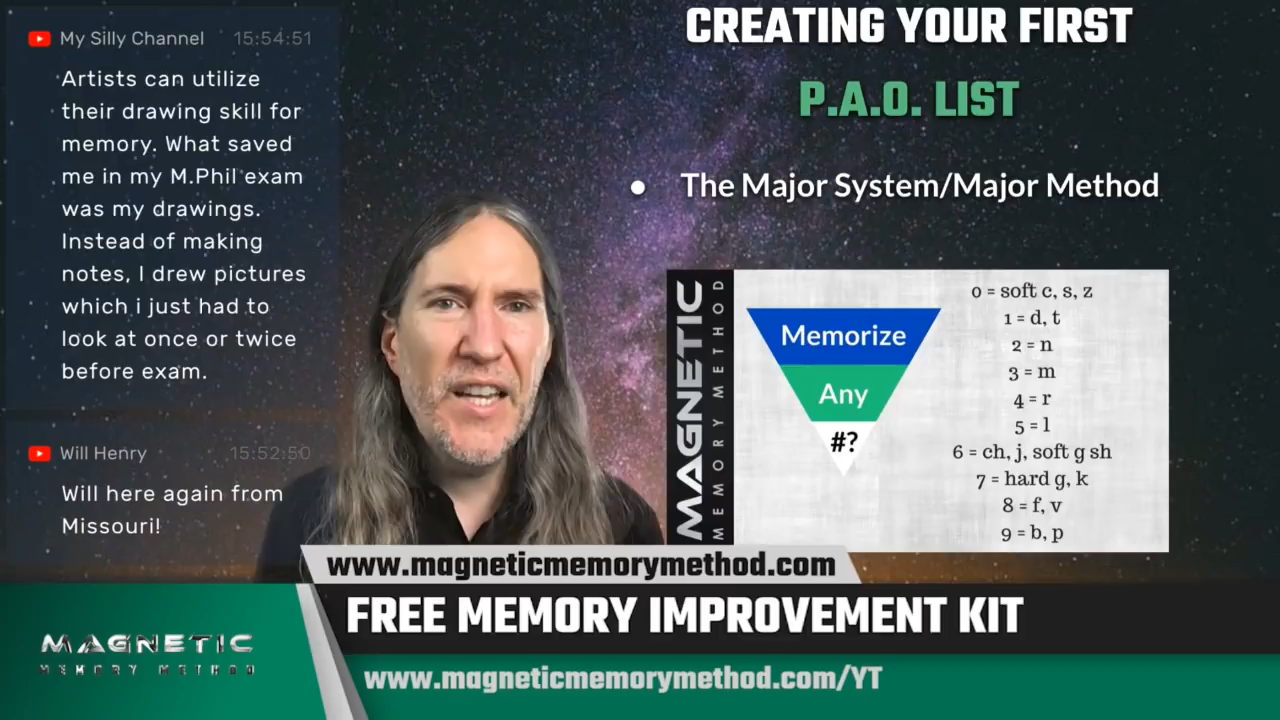 My Silly Channel 15:54:51
Artists can utilize
their drawing skill for
memory. What saved
me in my M.Phil exam
was my drawings.
Instead of making
notes, I drew pictures
which i just had to
look at once or twice
before exam.
Will Henry 15:52:50
Will here again from
Missouri!
CREATING YOUR FIRST
P.A.O. LIST
• The Major System/Major Method
MAGNETIC
MEMORY METHOD
Memorize
Any
#?
0 = soft c, s, z
1 = d, t
2 = n
3 = m
4 = r
5 = l
6 = ch, j, soft g sh
7 = hard g, k
8 = f, v
9 = b, p
www.magneticmemorymethod.com
FREE MEMORY IMPROVEMENT KIT
www.magneticmemorymethod.com/YT
MAGNETIC
MEMORY METHOD